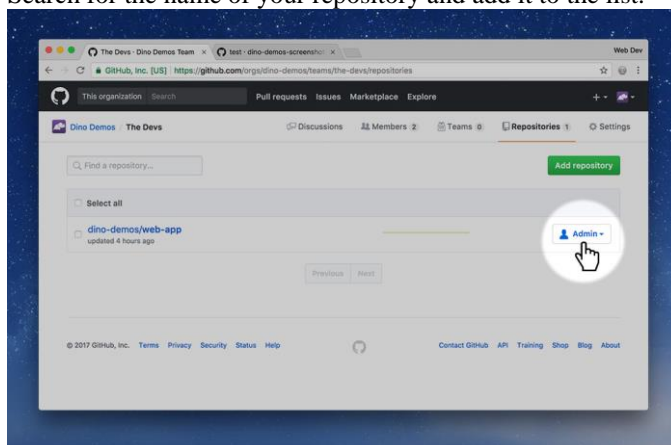 Search for the name of your repository and add it to the list.
The Devs · Dino Demos Team × test · dino-demos-screenshot × Web Dev
GitHub, Inc. [US] https://github.com/orgs/dino-demos/teams/the-devs/repositories
This organization Search Pull requests Issues Marketplace Explore
Dino Demos / The Devs Discussions Members 2 Teams 0 Repositories 1 Settings
Find a repository... Add repository
Select all
dino-demos/web-app Admin
updated 4 hours ago
Previous Next
© 2017 GitHub, Inc. Terms Privacy Security Status Help Contact GitHub API Training Shop Blog About